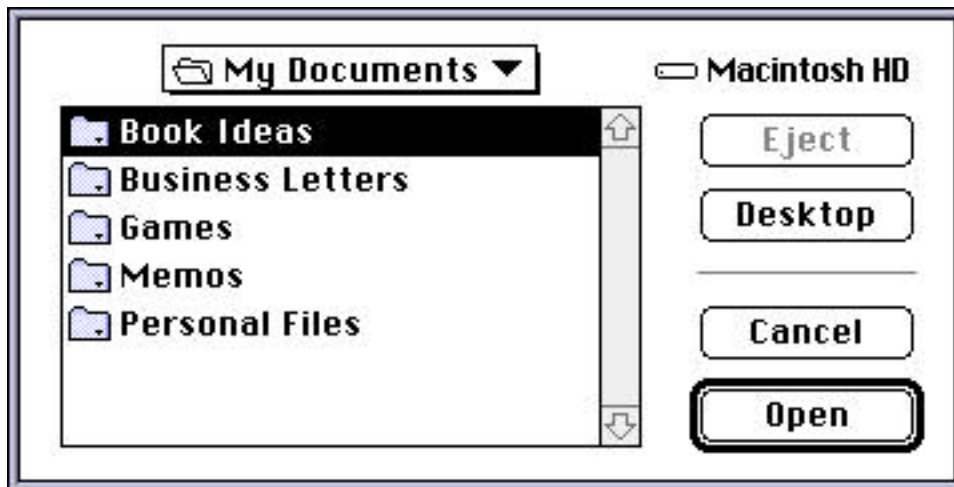 My Documents
Macintosh HD
Book Ideas
Business Letters
Games
Memos
Personal Files
Eject
Desktop
Cancel
Open